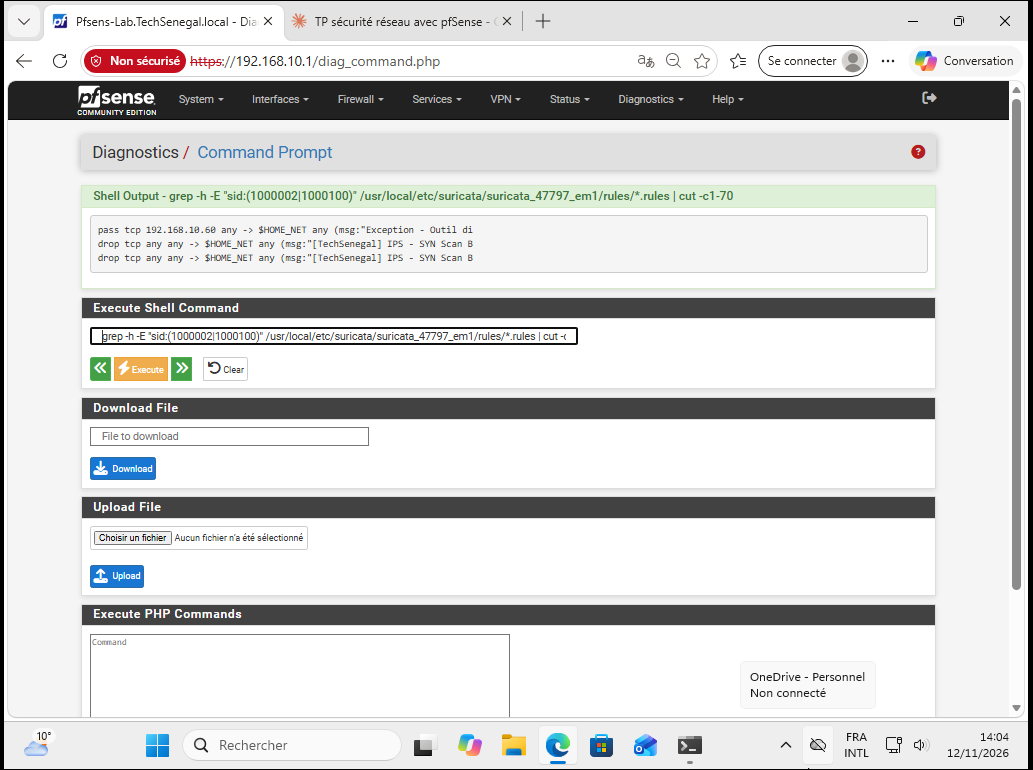 Pfsens-Lab.TechSenegal.local - Dia
TP sécurité réseau avec pfSense - C
Non sécurisé
https://192.168.10.1/diag_command.php
Se connecter
Conversation
pfsense
COMMUNITY EDITION
System
Interfaces
Firewall
Services
VPN
Status
Diagnostics
Help
Diagnostics / Command Prompt
Shell Output - grep -h -E "sid:(1000002|1000100)" /usr/local/etc/suricata/suricata_47797_em1/rules/*.rules | cut -c1-70
pass tcp 192.168.10.60 any -> $HOME_NET any (msg:"Exception - Outil di
drop tcp any any -> $HOME_NET any (msg:"[TechSenegal] IPS - SYN Scan B
drop tcp any any -> $HOME_NET any (msg:"[TechSenegal] IPS - SYN Scan B
Execute Shell Command
grep -h -E "sid:(1000002|1000100)" /usr/local/etc/suricata/suricata_47797_em1/rules/*.rules | cut -c
Execute
Clear
Download File
File to download
Download
Upload File
Choisir un fichier Aucun fichier n'a été sélectionné
Upload
Execute PHP Commands
Command
OneDrive - Personnel
Non connecté
10°
Rechercher
FRA
INTL
14:04
12/11/2026